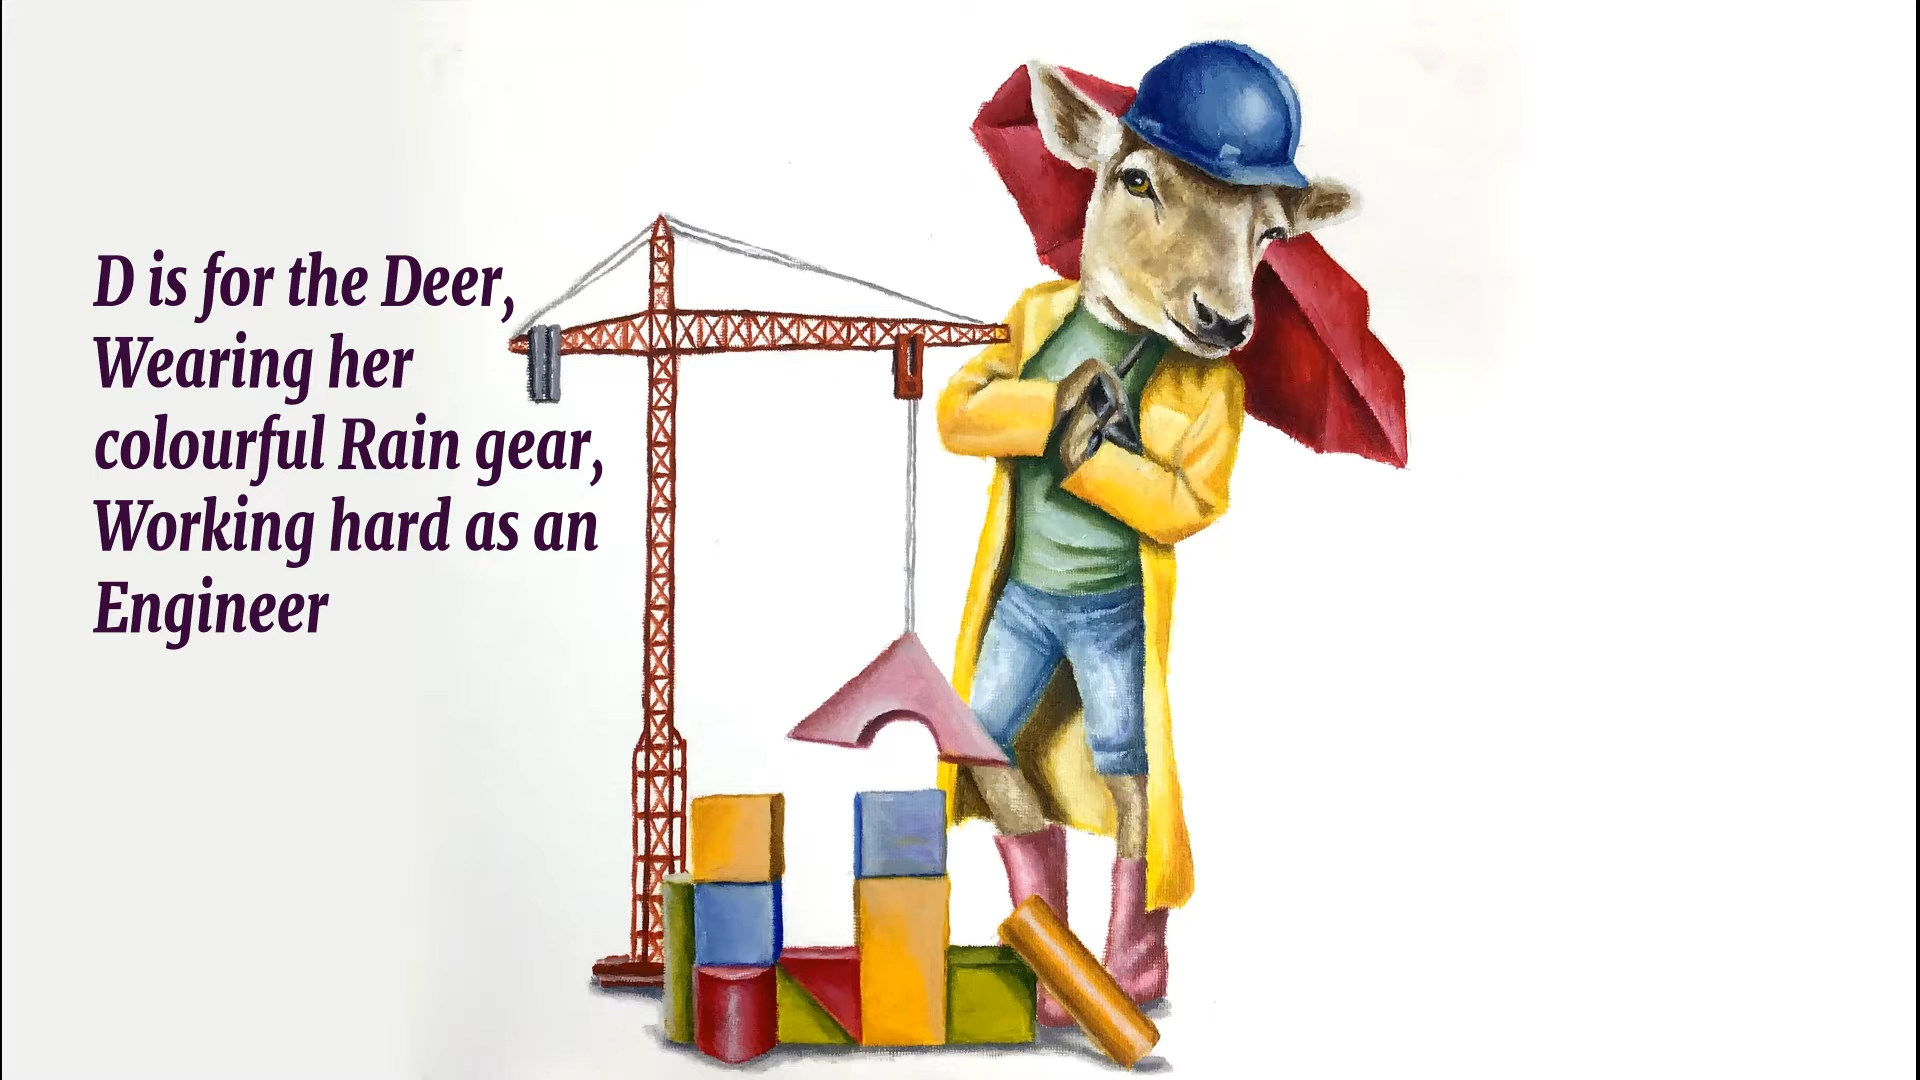 D is for the Deer,
Wearing her
colourful Rain gear,
Working hard as an
Engineer